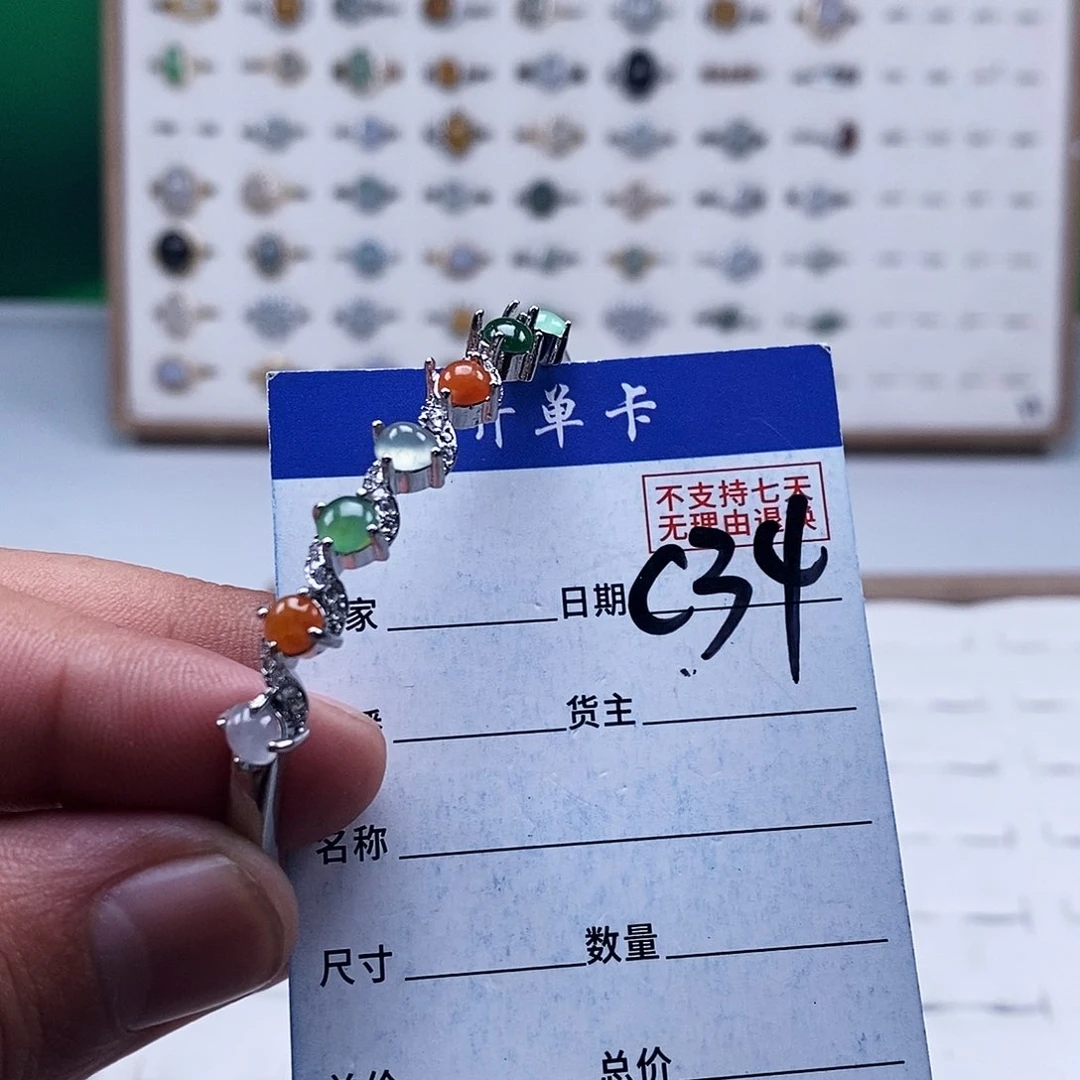 单卡
不支持七天
无理由退换
家 日期 C34
货主
名称
尺寸 数量
总价